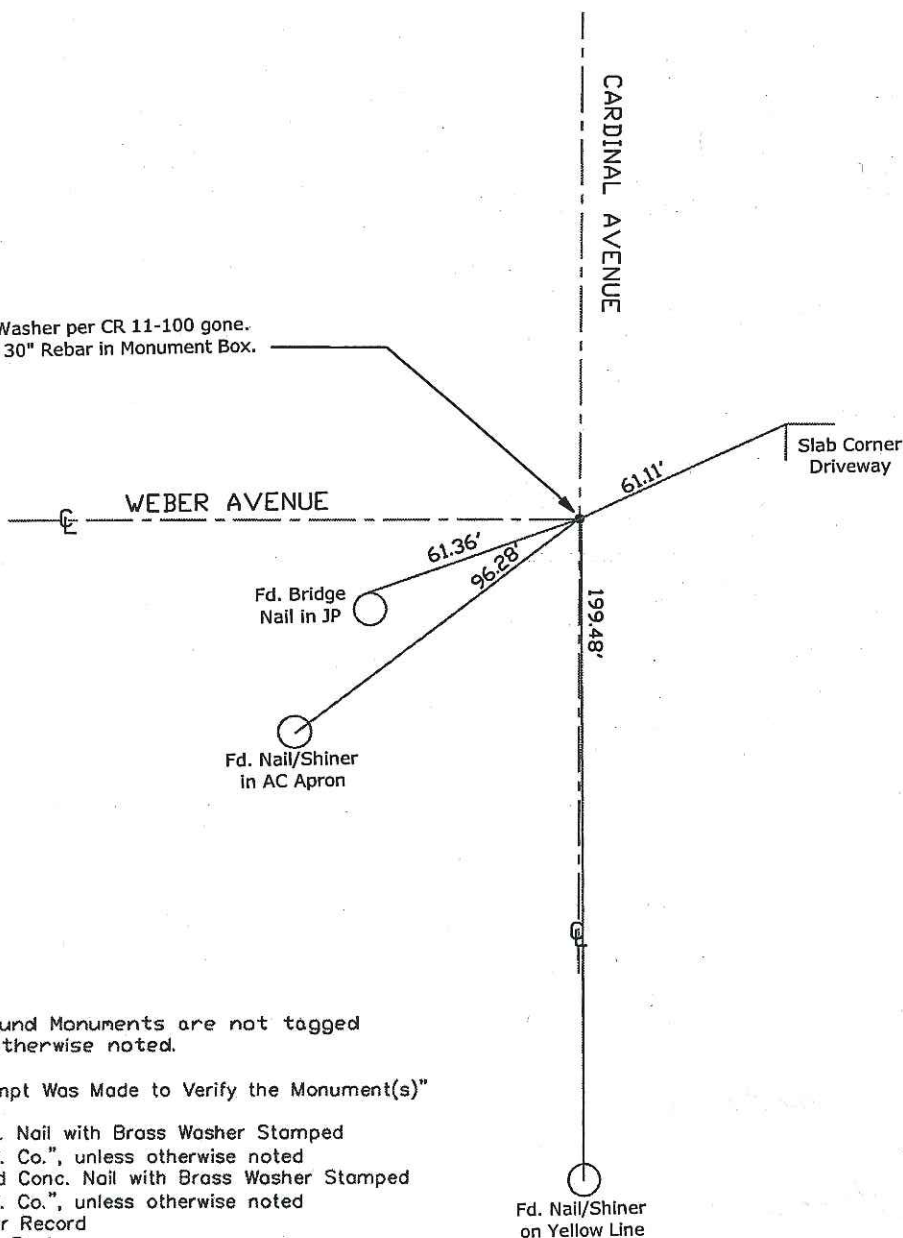 CARDINAL AVENUE
Washer per CR 11-100 gone.
30" Rebar in Monument Box.
Slab Corner
Driveway
61.11'
WEBER AVENUE
61.36'
96.28'
Fd. Bridge
Nail in JP
199.48'
Fd. Nail/Shiner
in AC Apron
und Monuments are not tagged
therwise noted.
mpt Was Made to Verify the Monument(s)"
. Nail with Brass Washer Stamped
. Co.", unless otherwise noted
d Conc. Nail with Brass Washer Stamped
. Co.", unless otherwise noted
r Record
Fd. Nail/Shiner
on Yellow Line